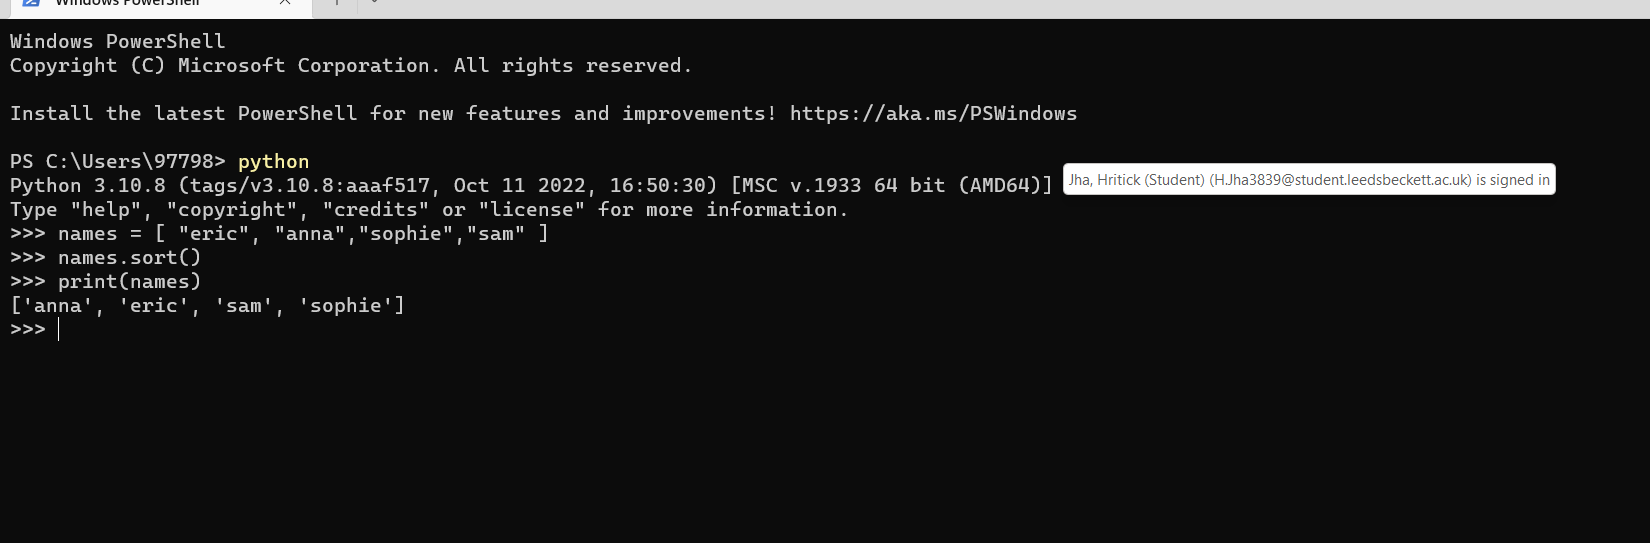 Windows PowerShell
Windows PowerShell
Copyright (C) Microsoft Corporation. All rights reserved.
Install the latest PowerShell for new features and improvements! https://aka.ms/PSWindows
PS C:\Users\97798> python
Python 3.10.8 (tags/v3.10.8:aaaf517, Oct 11 2022, 16:50:30) [MSC v.1933 64 bit (AMD64)]
Jha, Hritick (Student) (H.Jha3839@student.leedsbeckett.ac.uk) is signed in
Type "help", "copyright", "credits" or "license" for more information.
>>> names = [ "eric", "anna","sophie","sam" ]
>>> names.sort()
>>> print(names)
['anna', 'eric', 'sam', 'sophie']
>>>